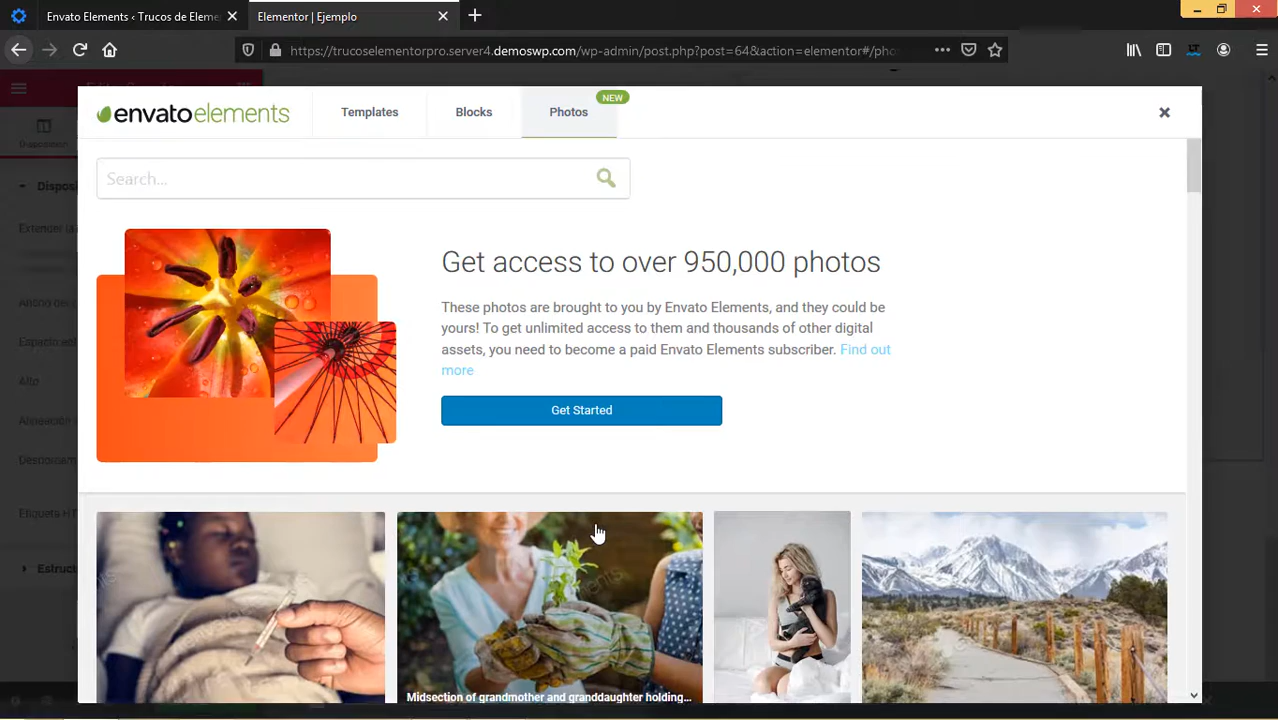 Envato Elements ‹ Trucos de Eleme
Elementor | Ejemplo
https://trucoselementorpro.server4.demoswp.com/wp-admin/post.php?post=64&action=elementor#/pho
envatoelements
Templates
Blocks
Photos
NEW
Search...
Get access to over 950,000 photos
These photos are brought to you by Envato Elements, and they could be
yours! To get unlimited access to them and thousands of other digital
assets, you need to become a paid Envato Elements subscriber. Find out
more
Get Started
Midsection of grandmother and granddaughter holding...
Alto